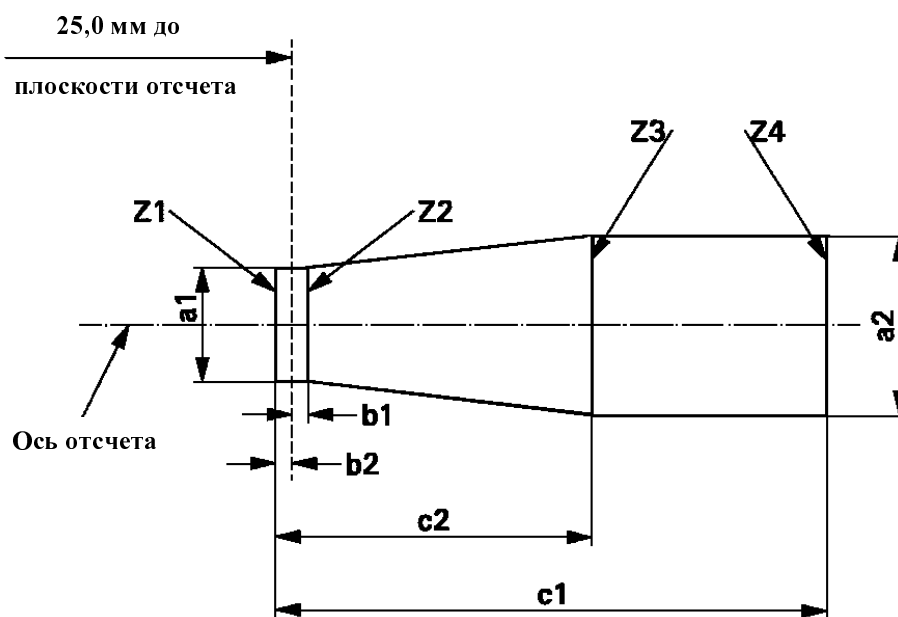 25,0 мм до
плоскости отсчета
Z3
Z4
Z1
Z2
a1
a2
b1
Ось отсчета
b2
c2
c1